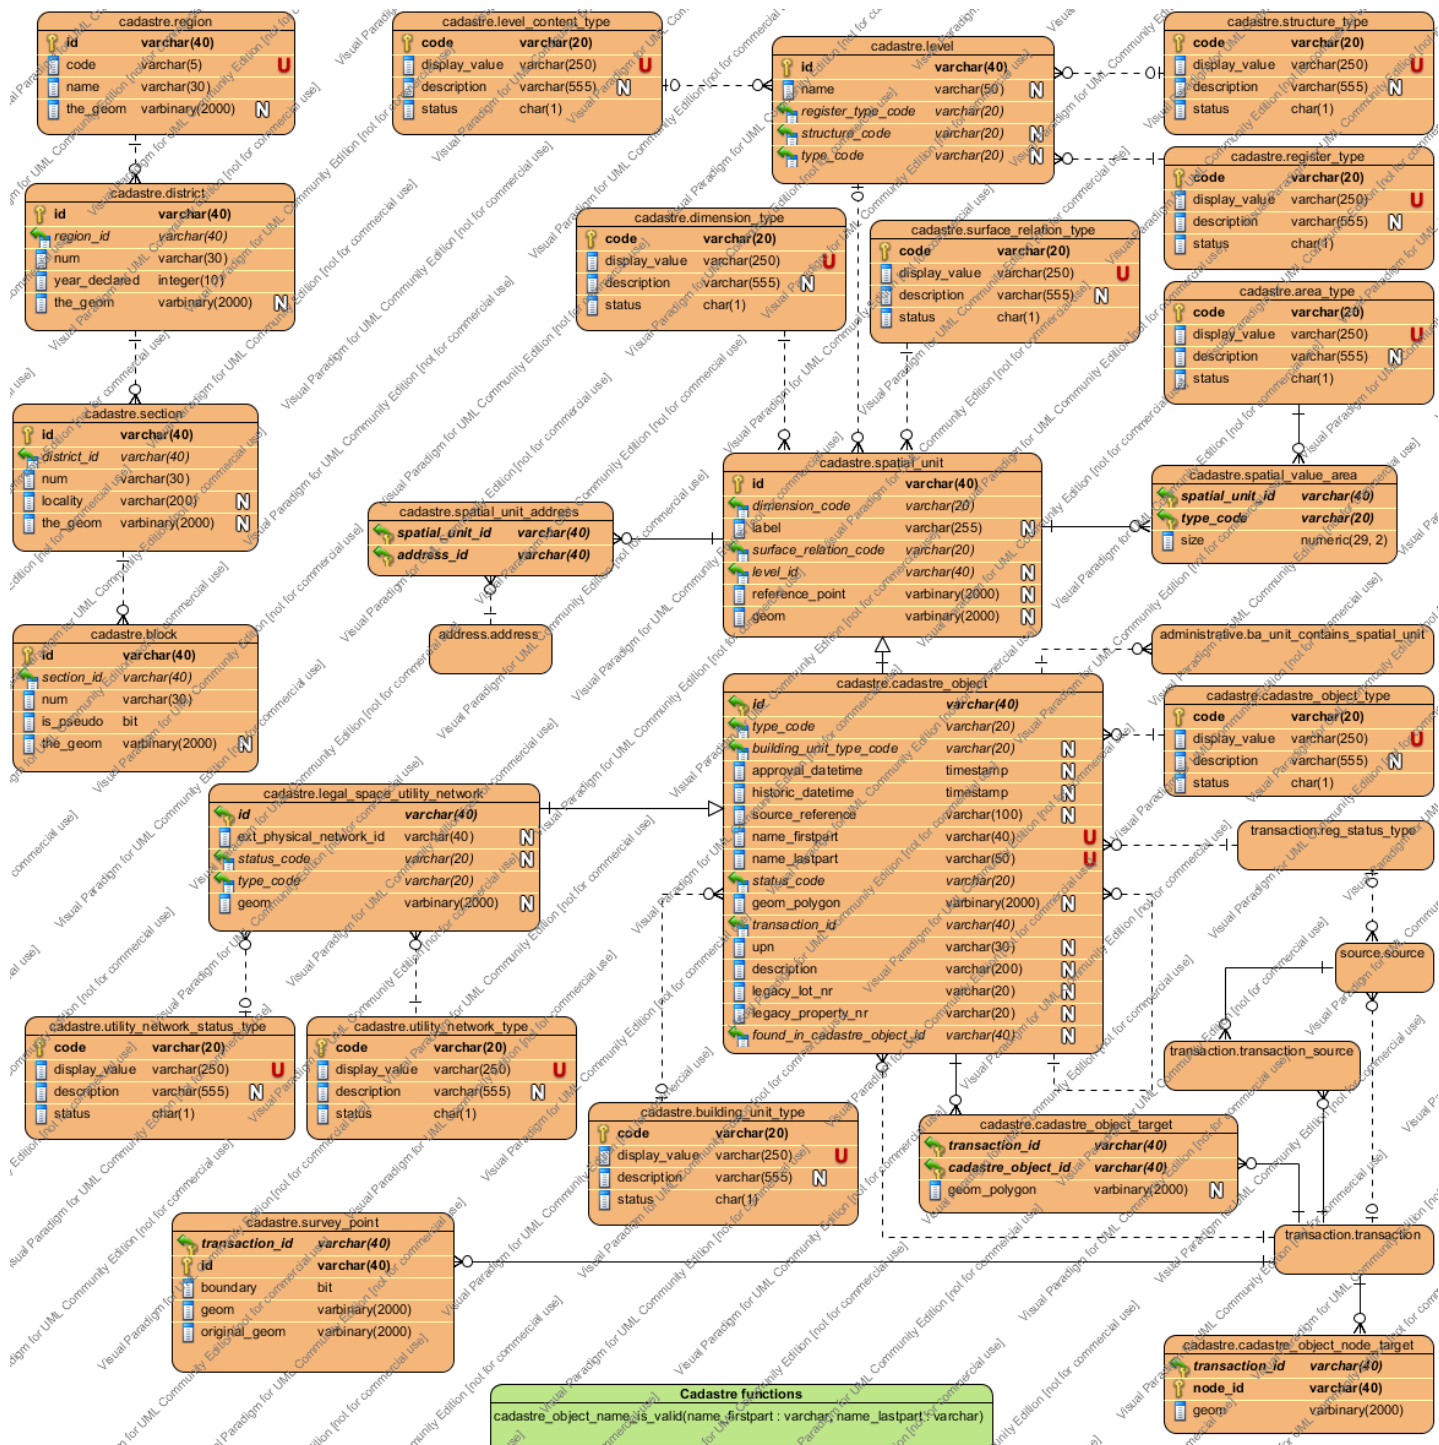 cadastre.region
id varchar(40)
code varchar(5) U
name varchar(30)
the_geom varbinary(2000) N
cadastre.level_content_type
code varchar(20)
display_value varchar(250) U
description varchar(555) N
status char(1)
cadastre.level
id varchar(40)
name varchar(50) N
register_type_code varchar(20)
structure_code varchar(20) N
type_code varchar(20) N
cadastre.structure_type
code varchar(20)
display_value varchar(250) U
description varchar(555) N
status char(1)
cadastre.register_type
code varchar(20)
display_value varchar(250) U
description varchar(555) N
status char(1)
cadastre.district
id varchar(40)
region_id varchar(40)
num varchar(30)
year_declared integer(10)
the_geom varbinary(2000) N
cadastre.dimension_type
code varchar(20)
display_value varchar(250) U
description varchar(555) N
status char(1)
cadastre.surface_relation_type
code varchar(20)
display_value varchar(250) U
description varchar(555) N
status char(1)
cadastre.area_type
code varchar(20)
display_value varchar(250) U
description varchar(555) N
status char(1)
cadastre.section
id varchar(40)
district_id varchar(40)
num varchar(30)
locality varchar(200) N
the_geom varbinary(2000) N
cadastre.spatial_unit_address
spatial_unit_id varchar(40)
address_id varchar(40)
cadastre.spatial_unit
id varchar(40)
dimension_code varchar(20)
label varchar(255) N
surface_relation_code varchar(20)
level_id varchar(40) N
reference_point varbinary(2000) N
geom varbinary(2000) N
cadastre.spatial_value_area
spatial_unit_id varchar(40)
type_code varchar(20)
size numeric(29, 2)
cadastre.block
id varchar(40)
section_id varchar(40)
num varchar(30)
is_pseudo bit
the_geom varbinary(2000) N
address.address
administrative.ba_unit_contains_spatial_unit
cadastre.cadastre_object
id varchar(40)
type_code varchar(20)
building_unit_type_code varchar(20) N
approval_datetime timestamp N
historic_datetime timestamp N
source_reference varchar(100) N
name_firstpart varchar(40) U
name_lastpart varchar(50) U
status_code varchar(20)
geom_polygon varbinary(2000) N
transaction_id varchar(40)
upn varchar(30) N
description varchar(200) N
legacy_lot_nr varchar(20) N
legacy_property_nr varchar(20) N
found_in_cadastre_object_id varchar(40) N
cadastre.cadastre_object_type
code varchar(20)
display_value varchar(250) U
description varchar(555) N
status char(1)
cadastre.legal_space_utility_network
id varchar(40)
ext_physical_network_id varchar(40) N
status_code varchar(20) N
type_code varchar(20)
geom varbinary(2000) N
transaction.reg_status_type
source.source
transaction.transaction_source
cadastre.utility_network_status_type
code varchar(20)
display_value varchar(250) U
description varchar(555) N
status char(1)
cadastre.utility_network_type
code varchar(20)
display_value varchar(250) U
description varchar(555) N
status char(1)
cadastre.building_unit_type
code varchar(20)
display_value varchar(250) U
description varchar(555) N
status char(1)
cadastre.cadastre_object_target
transaction_id varchar(40)
cadastre_object_id varchar(40)
geom_polygon varbinary(2000) N
cadastre.survey_point
transaction_id varchar(40)
id varchar(40)
boundary bit
geom varbinary(2000)
original_geom varbinary(2000)
transaction.transaction
cadastre.cadastre_object_node_target
transaction_id varchar(40)
node_id varchar(40)
geom varbinary(2000)
Cadastre functions
cadastre_object_name_is_valid(name_firstpart : varchar, name_lastpart : varchar)
Visual Paradigm for UML Community Edition [not for commercial use]